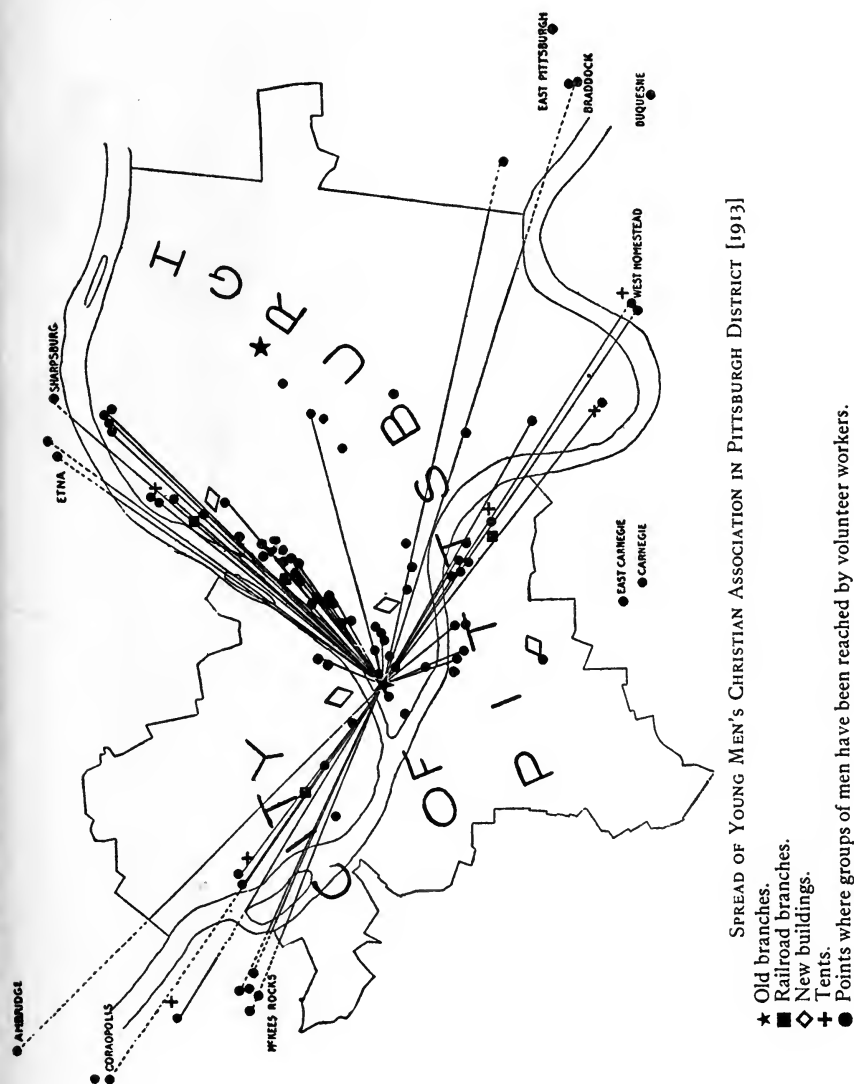 AMBRIDGE
CORAOPOLLS
McKEES ROCKS
ETNA
SHARPSBURG
EAST PITTSBURGH
BRADDOCK
DUQUESNE
WEST HOMESTEAD
EAST CARNEGIE
CARNEGIE
CITY
OF
PITTSBURGH
SPREAD OF YOUNG MEN'S CHRISTIAN ASSOCIATION IN PITTSBURGH DISTRICT [1913]
★ Old branches.
■ Railroad branches.
◇ New buildings.
+ Tents.
● Points where groups of men have been reached by volunteer workers.